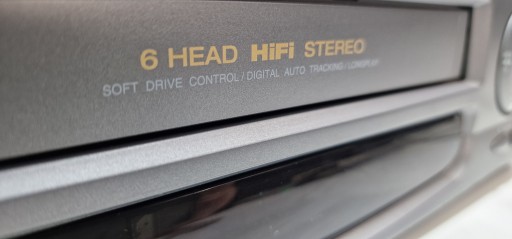 6 HEAD HiFi STEREO
SOFT DRIVE CONTROL/DIGITAL AUTO TRACKING/LONGPLAY